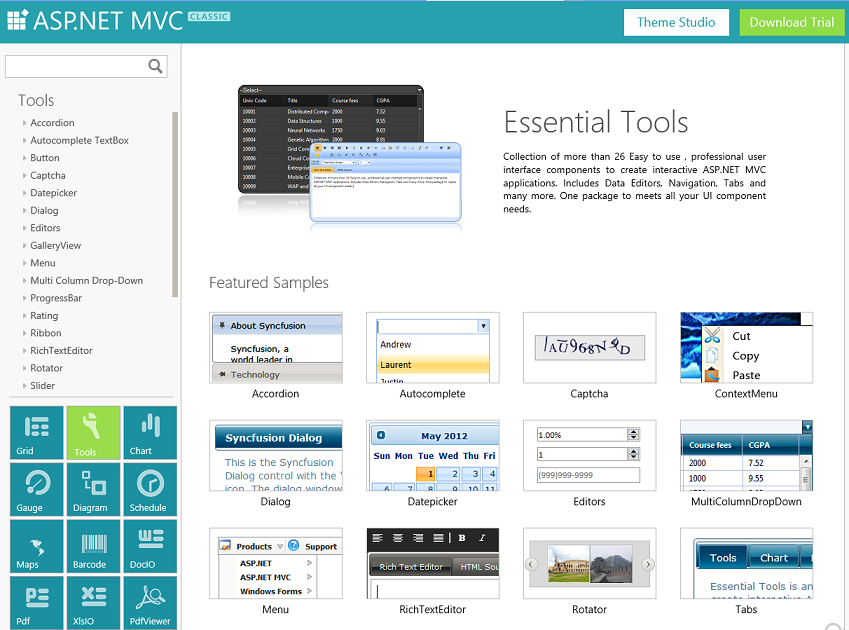 ASP.NET MVC CLASSIC
Theme Studio
Download Trial
Tools
Accordion
Autocomplete TextBox
Button
Captcha
Datepicker
Dialog
Editors
GalleryView
Menu
Multi Column Drop-Down
ProgressBar
Rating
Ribbon
RichTextEditor
Rotator
Slider
Grid
Tools
Chart
Gauge
Diagram
Schedule
Maps
Barcode
DocIO
Pdf
XlsIO
PdfViewer
--Select--
Univ Code Title Course fees CGPA
10001 Distributed Comp 2000 7.52
10002 Data Structures 1000 9.55
10003 Neural Networks 1750 9.03
10004 Genetic Algorithm 2000 8.91
10005 Grid Com
10006 Cloud Co
10007 Enterpris
10008 Mobile C
10009 WAP and
Essential Tools
Collection of more than 26 Easy to use , professional user
interface components to create interactive ASP.NET MVC
applications. Includes Data Editors, Navigation, Tabs and
many more. One package to meets all your UI component
needs.
Featured Samples
About Syncfusion
Syncfusion, a
world leader in
Technology
Accordion
Andrew
Laurent
Justin
Autocomplete
Captcha
Cut
Copy
Paste
ContextMenu
Syncfusion Dialog
This is the Syncfusion
Dialog control with the
icon. The dialog window
Dialog
May 2012
Sun Mon Tue Wed Thu Fri
1 2 3 4
6 7 8 9 10 11
Datepicker
1.00%
1
(999)999-9999
Editors
Course fees CGPA
2000 7.52
1000 9.55
MultiColumnDropDown
Products Support
ASP.NET
ASP.NET MVC
Windows Forms
Menu
B I
Rich Text Editor HTML Sou
RichTextEditor
Rotator
Tools Chart
Essential Tools is an
Tabs